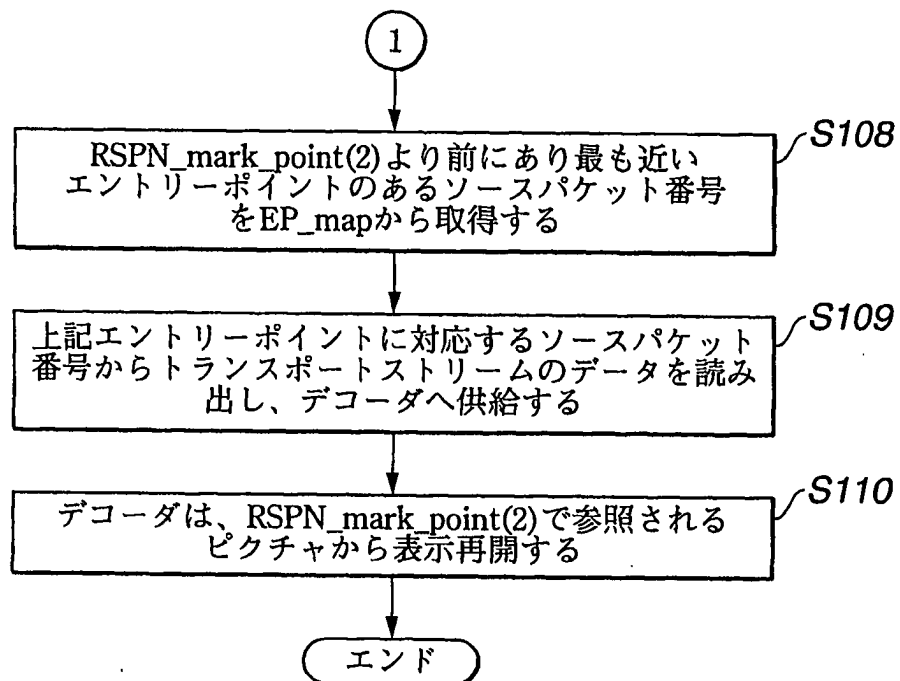 1
RSPN_mark_point(2)より前にあり最も近い
エントリーポイントのあるソースパケット番号
をEP_mapから取得する
S108
上記エントリーポイントに対応するソースパケット
番号からトランスポートストリームのデータを読み
出し、デコーダへ供給する
S109
デコーダは、RSPN_mark_point(2)で参照される
ピクチャから表示再開する
S110
エンド